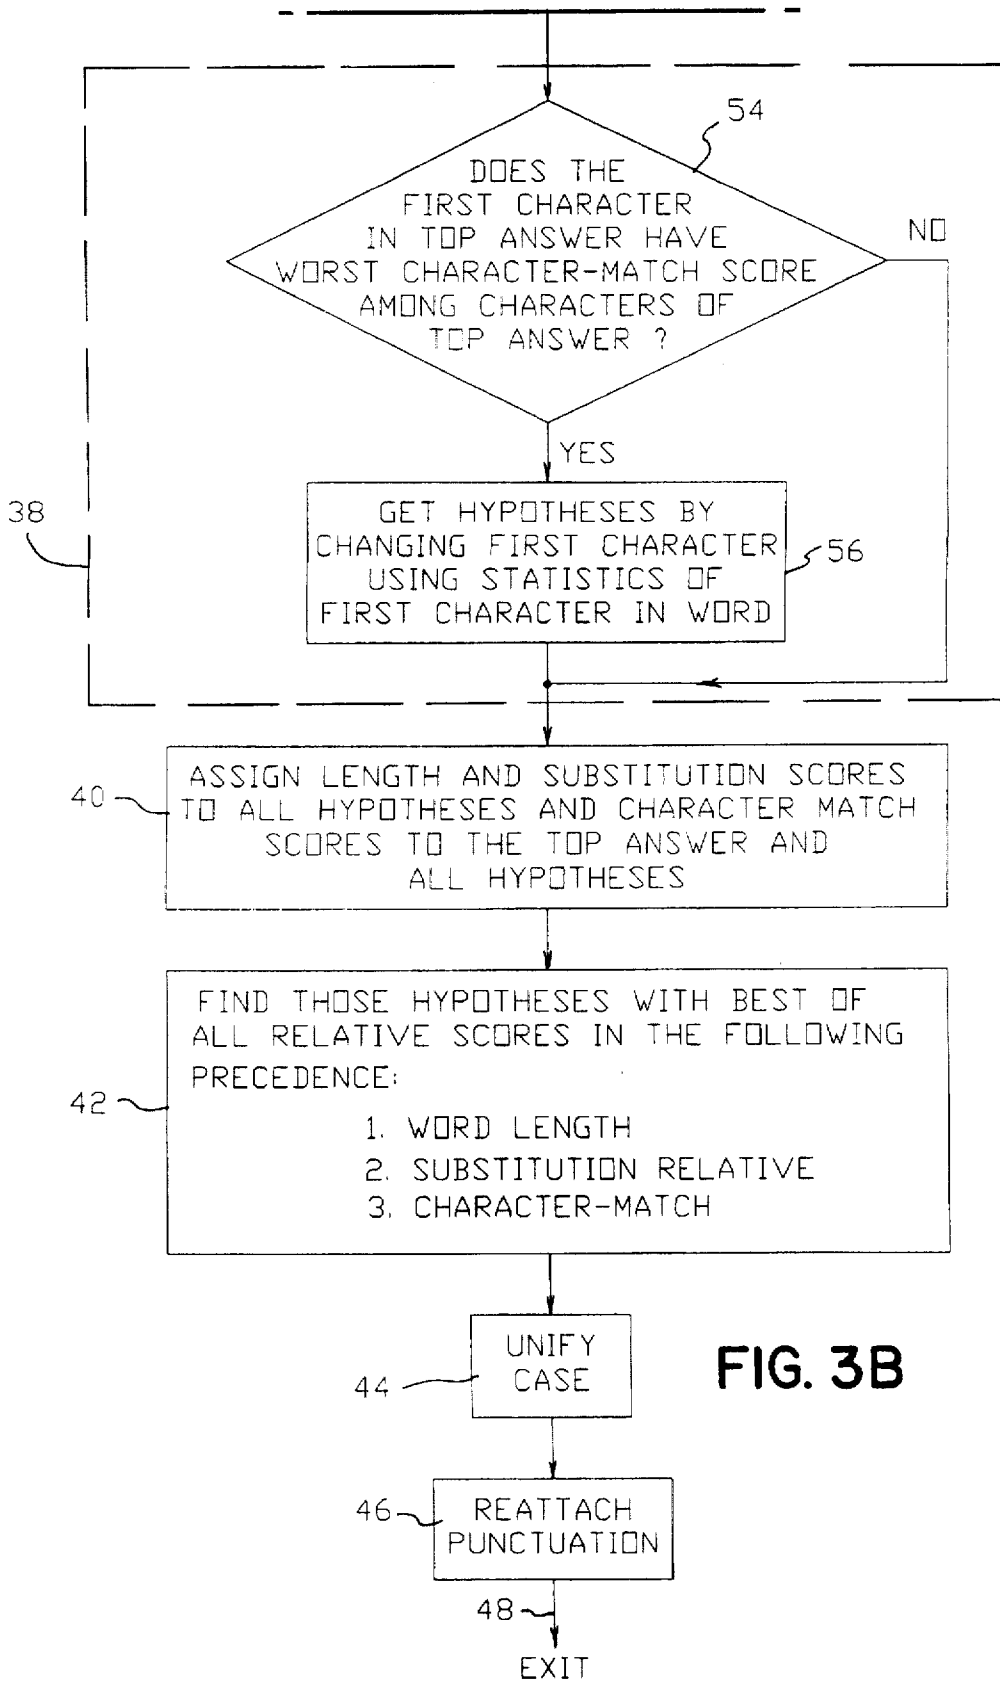 54
DOES THE
FIRST CHARACTER
IN TOP ANSWER HAVE
WORST CHARACTER-MATCH SCORE
AMONG CHARACTERS OF
TOP ANSWER ?
NO
YES
38
GET HYPOTHESES BY
CHANGING FIRST CHARACTER
USING STATISTICS OF
FIRST CHARACTER IN WORD
56
40
ASSIGN LENGTH AND SUBSTITUTION SCORES
TO ALL HYPOTHESES AND CHARACTER MATCH
SCORES TO THE TOP ANSWER AND
ALL HYPOTHESES
42
FIND THOSE HYPOTHESES WITH BEST OF
ALL RELATIVE SCORES IN THE FOLLOWING
PRECEDENCE:
1. WORD LENGTH
2. SUBSTITUTION RELATIVE
3. CHARACTER-MATCH
44
UNIFY
CASE
FIG. 3B
46
REATTACH
PUNCTUATION
48
EXIT